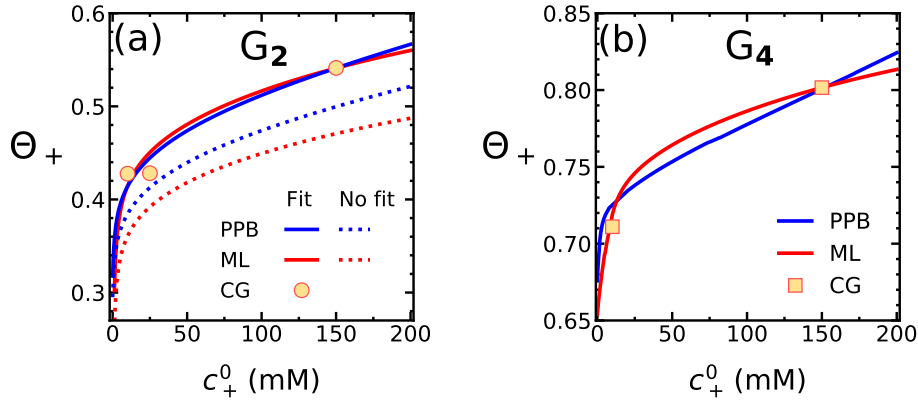 (a) G₂
0.6
0.5
0.4
0.3
Θ₊
Fit No fit
PPB
ML
CG
0 50 100 150 200
c₊⁰ (mM)
(b) G₄
0.85
0.80
0.75
0.70
0.65
Θ₊
PPB
ML
CG
0 50 100 150 200
c₊⁰ (mM)